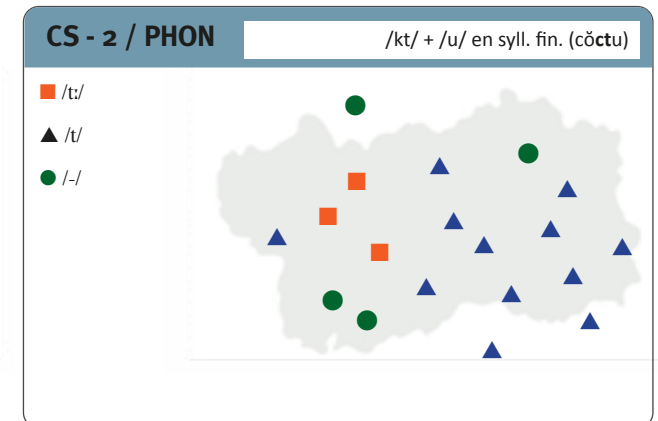 CS - 2 / PHON
/kt/ + /u/ en syll. fin. (cŏctu)
/tː/
/t/
/-/